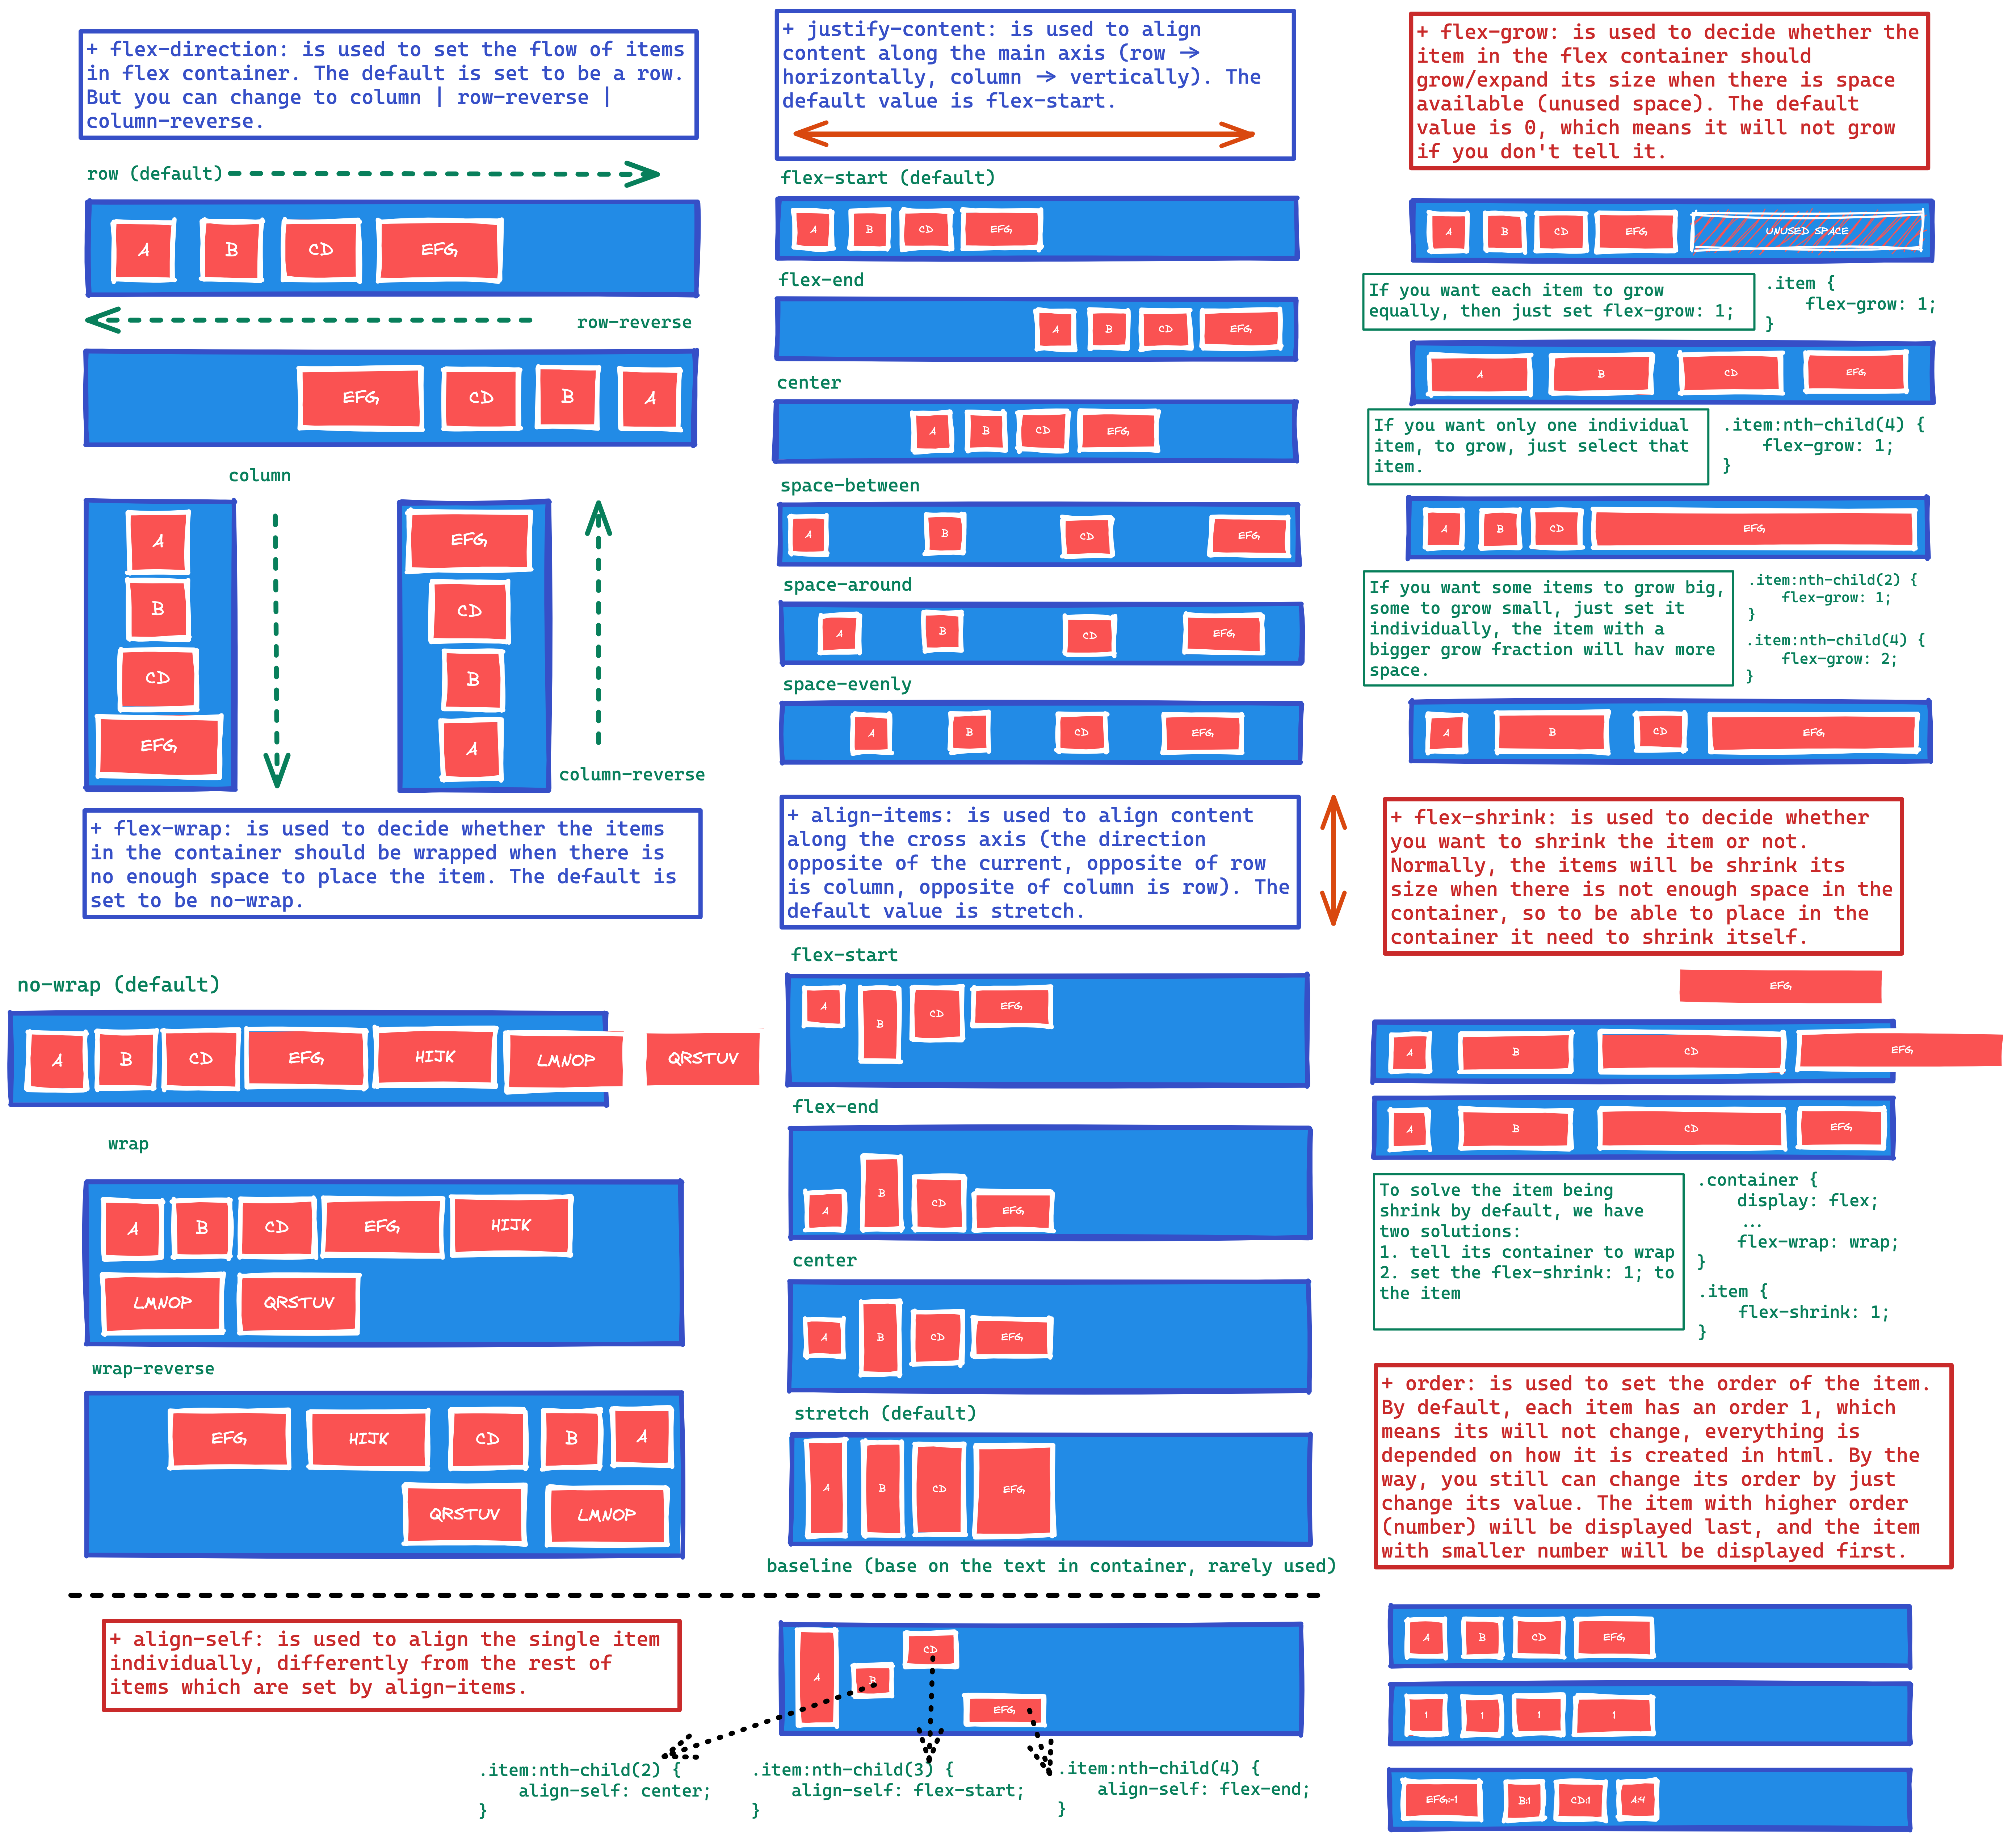 + flex-direction: is used to set the flow of items
in flex container. The default is set to be a row.
But you can change to column | row-reverse |
column-reverse.
row (default)
A B CD EFG
row-reverse
EFG CD B A
column
A
B
CD
EFG
EFG
CD
B
A
column-reverse
+ flex-wrap: is used to decide whether the items
in the container should be wrapped when there is
no enough space to place the item. The default is
set to be no-wrap.
no-wrap (default)
A B CD EFG HIJK LMNOP QRSTUV
wrap
A B CD EFG HIJK
LMNOP QRSTUV
wrap-reverse
EFG HIJK CD B A
QRSTUV LMNOP
+ justify-content: is used to align
content along the main axis (row →
horizontally, column → vertically). The
default value is flex-start.
flex-start (default)
A B CD EFG
flex-end
A B CD EFG
center
A B CD EFG
space-between
A B CD EFG
space-around
A B CD EFG
space-evenly
A B CD EFG
+ align-items: is used to align content
along the cross axis (the direction
opposite of the current, opposite of row
is column, opposite of column is row). The
default value is stretch.
flex-start
A B CD EFG
flex-end
A B CD EFG
center
A B CD EFG
stretch (default)
A B CD EFG
baseline (base on the text in container, rarely used)
+ align-self: is used to align the single item
individually, differently from the rest of
items which are set by align-items.
A B CD EFG
.item:nth-child(2) {
align-self: center;
}
.item:nth-child(3) {
align-self: flex-start;
}
.item:nth-child(4) {
align-self: flex-end;
}
+ flex-grow: is used to decide whether the
item in the flex container should
grow/expand its size when there is space
available (unused space). The default
value is 0, which means it will not grow
if you don't tell it.
A B CD EFG UNUSED SPACE
If you want each item to grow
equally, then just set flex-grow: 1;
.item {
flex-grow: 1;
}
A B CD EFG
If you want only one individual
item, to grow, just select that
item.
.item:nth-child(4) {
flex-grow: 1;
}
A B CD EFG
If you want some items to grow big,
some to grow small, just set it
individually, the item with a
bigger grow fraction will hav more
space.
.item:nth-child(2) {
flex-grow: 1;
}
.item:nth-child(4) {
flex-grow: 2;
}
A B CD EFG
+ flex-shrink: is used to decide whether
you want to shrink the item or not.
Normally, the items will be shrink its
size when there is not enough space in the
container, so to be able to place in the
container it need to shrink itself.
EFG
A B CD EFG
A B CD EFG
To solve the item being
shrink by default, we have
two solutions:
1. tell its container to wrap
2. set the flex-shrink: 1; to
the item
.container {
display: flex;
...
flex-wrap: wrap;
}
.item {
flex-shrink: 1;
}
+ order: is used to set the order of the item.
By default, each item has an order 1, which
means its will not change, everything is
depended on how it is created in html. By the
way, you still can change its order by just
change its value. The item with higher order
(number) will be displayed last, and the item
with smaller number will be displayed first.
A B CD EFG
1 1 1 1
EFG:-1 B:1 CD:1 A:4